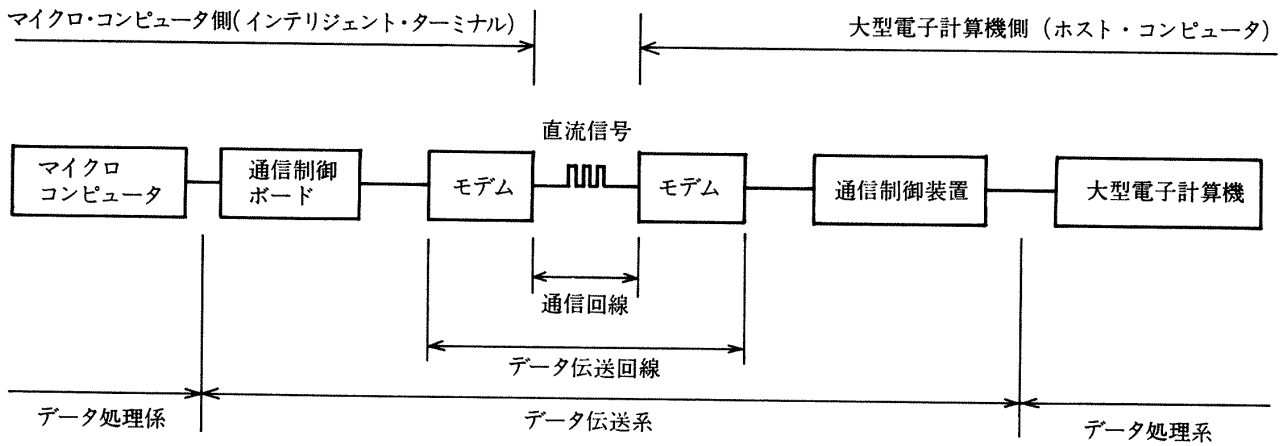 マイクロ・コンピュータ側(インテリジェント・ターミナル)
大型電子計算機側（ホスト・コンピュータ）
直流信号
マイクロ
コンピュータ
通信制御
ボード
モデム
モデム
通信制御装置
大型電子計算機
通信回線
データ伝送回線
データ処理係
データ伝送系
データ処理系